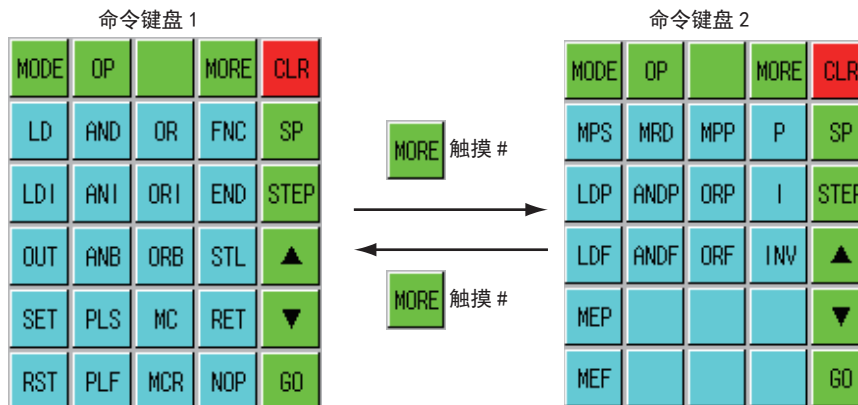 命令键盘 1
MODE OP MORE CLR
LD AND OR FNC SP
LDI ANI ORI END STEP
OUT ANB ORB STL ▲
SET PLS MC RET ▼
RST PLF MCR NOP GO
MORE 触摸 #
MORE 触摸 #
命令键盘 2
MODE OP MORE CLR
MPS MRD MPP P SP
LDP ANDP ORP I STEP
LDF ANDF ORF INV ▲
MEP ▼
MEF GO